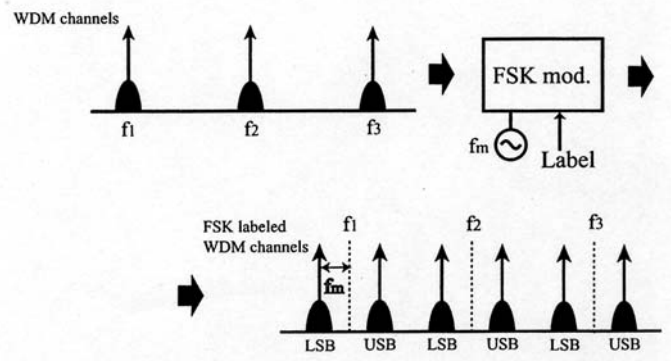 WDM channels
f1 f2 f3
FSK mod.
fm
Label
FSK labeled
WDM channels
f1 f2 f3
fm
LSB USB LSB USB LSB USB